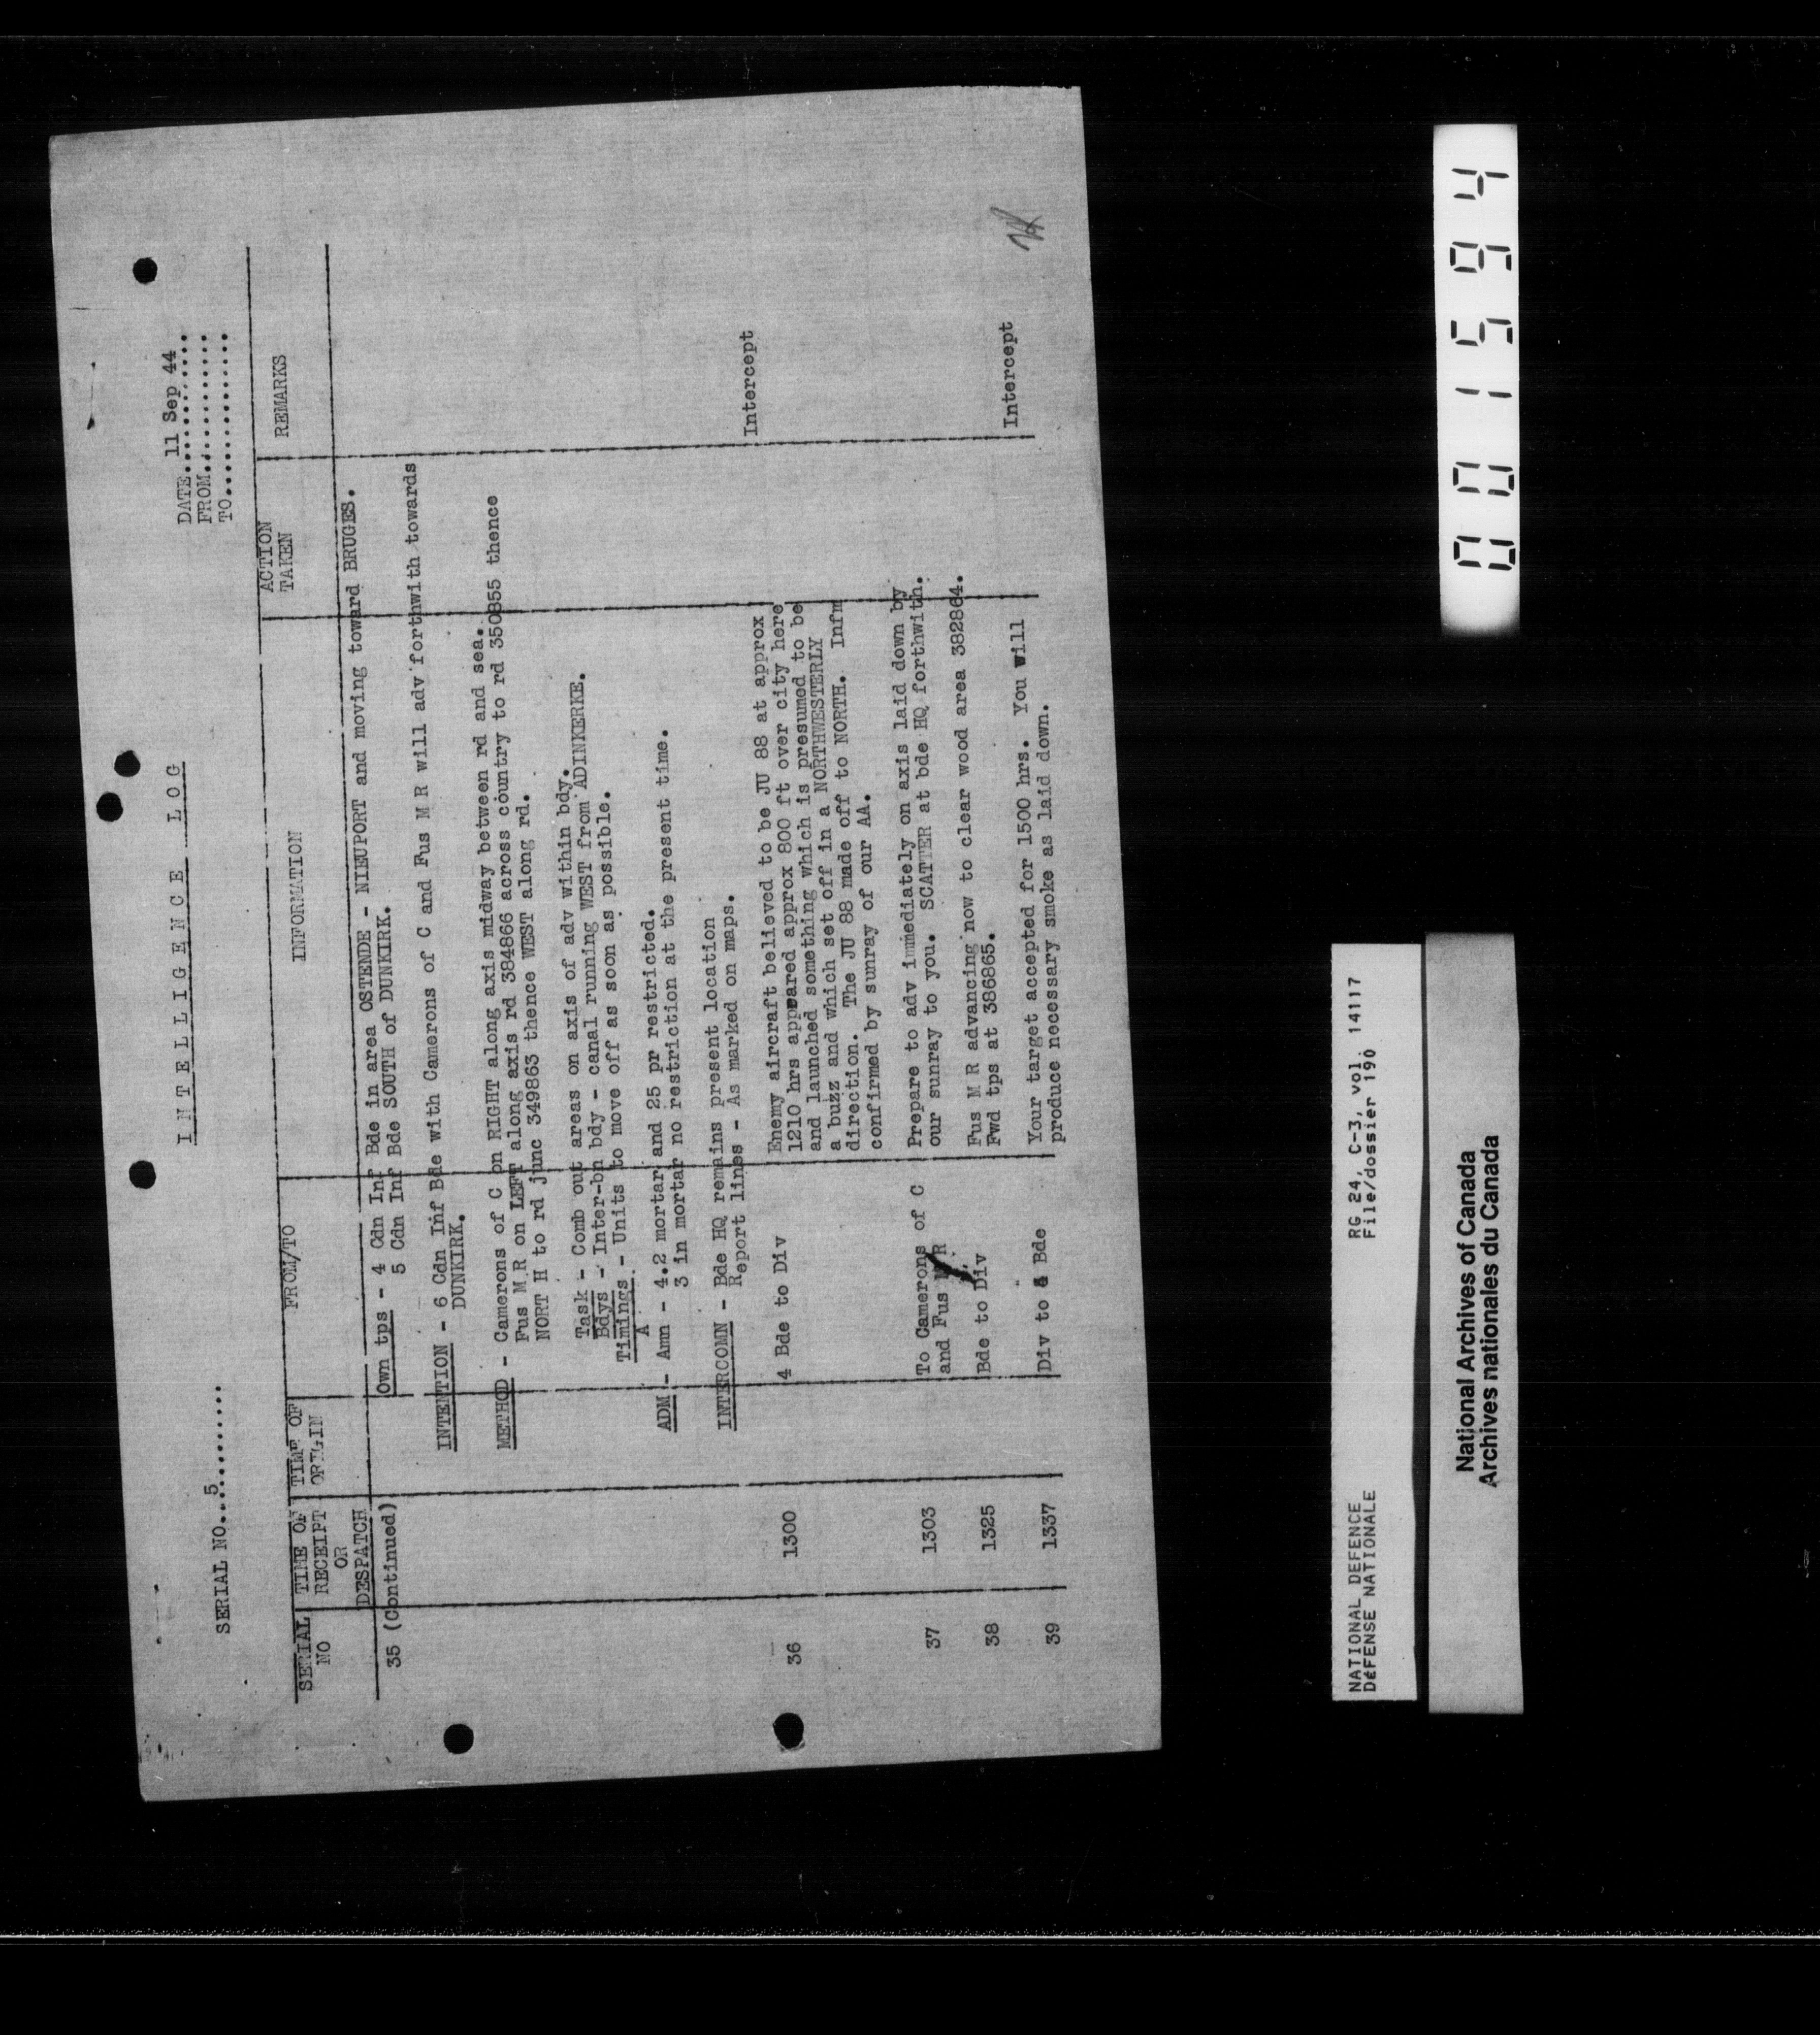 INTELLIGENCE LOG
SERIAL NO...5..........
DATE..11 Sep 44....
FROM..............
TO................
SERIAL NO
TIME OF RECEIPT OR DESPATCH
TIME OF ORIGIN
FROM/TO
INFORMATION
ACTION TAKEN
REMARKS
35 (Continued)
Own tps - 4 Cdn Inf Bde in area OSTENDE - NIEUPORT and moving toward BRUGES.
5 Cdn Inf Bde SOUTH of DUNKIRK.
INTENTION - 6 Cdn Inf Bde with Camerons of C and Fus M R will adv forthwith towards
DUNKIRK.
METHOD - Camerons of C on RIGHT along axis midway between rd and sea.
Fus M R on LEFT along axis rd 384866 across country to rd 350855 thence
NORT H to rd junc 349863 thence WEST along rd.
Task - Comb out areas on axis of adv within bdy.
Bdys - Inter-bn bdy - canal running WEST from ADINKERKE.
Timings - Units to move off as soon as possible.
A
ADM - Amn - 4.2 mortar and 25 pr restricted.
3 in mortar no restriction at the present time.
INTERCOMN - Bde HQ remains present location
Report lines - As marked on maps.
36 1300 4 Bde to Div Enemy aircraft believed to be JU 88 at approx Intercept
1210 hrs appeared approx 800 ft over city here
and launched something which is presumed to be
a buzz and which set off in a NORTHWESTERLY
direction. The JU 88 made off to NORTH. Infm
confirmed by sunray of our AA.
37 1303 To Camerons of C Prepare to adv immediately on axis laid down by
and Fus M R our sunray to you. SCATTER at bde HQ forthwith.
38 1325 Bde to Div Fus M R advancing now to clear wood area 382864.
Fwd tps at 386865.
39 1337 Div to Bde Your target accepted for 1500 hrs. You will Intercept
produce necessary smoke as laid down.
NATIONAL DEFENCE RG 24, C-3, vol. 14117
DéFENSE NATIONALE File/dossier 190
National Archives of Canada
Archives nationales du Canada
00 1594